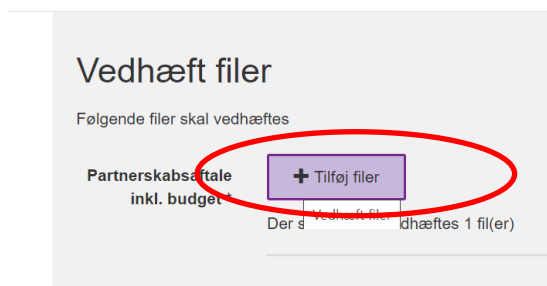 Vedhæft filer
Følgende filer skal vedhæftes
Partnerskabsaftale
inkl. budget *
+ Tilføj filer
Vedhæft filer
Der s dhæftes 1 fil(er)